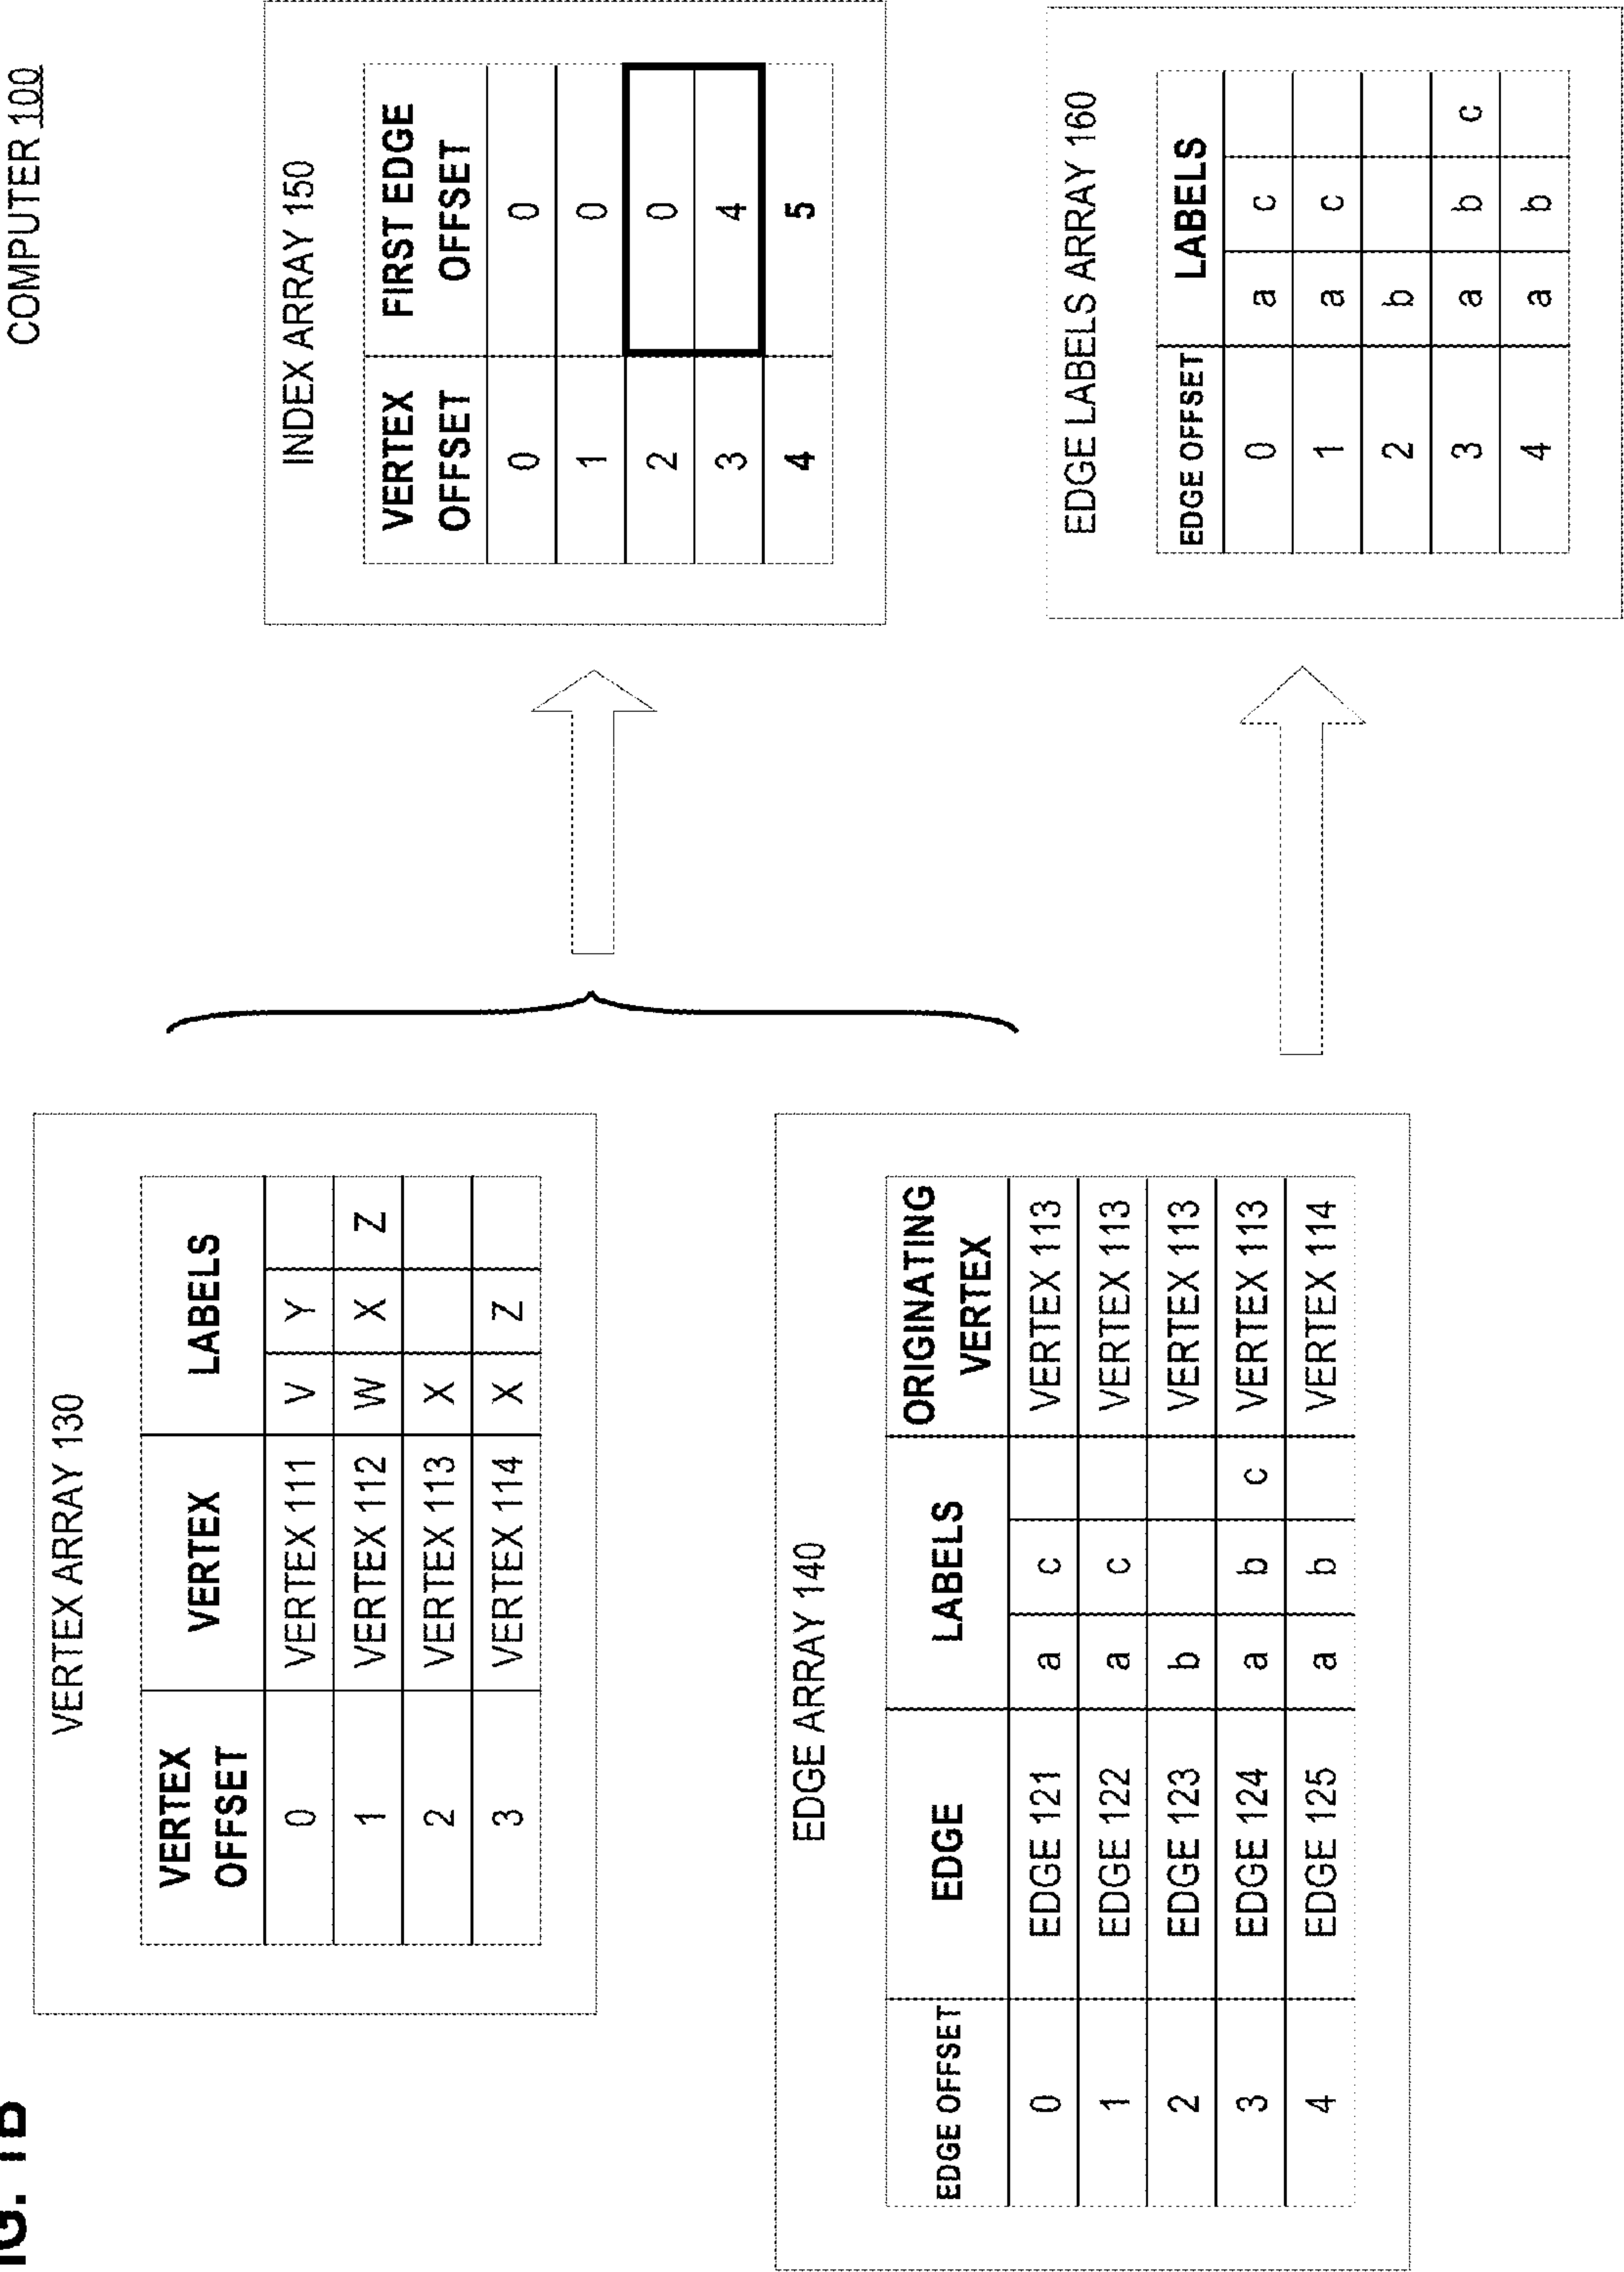 FIG. 1B
COMPUTER 100
VERTEX ARRAY 130
VERTEX OFFSET VERTEX LABELS
0 VERTEX 111 V Y
1 VERTEX 112 W X Z
2 VERTEX 113 X
3 VERTEX 114 X Z
EDGE ARRAY 140
EDGE OFFSET EDGE LABELS ORIGINATING VERTEX
0 EDGE 121 a c VERTEX 113
1 EDGE 122 a c VERTEX 113
2 EDGE 123 b VERTEX 113
3 EDGE 124 a b c VERTEX 113
4 EDGE 125 a b VERTEX 114
INDEX ARRAY 150
VERTEX OFFSET FIRST EDGE OFFSET
0 0
1 0
2 0
3 4
4 5
EDGE LABELS ARRAY 160
EDGE OFFSET LABELS
0 a c
1 a c
2 b
3 a b c
4 a b